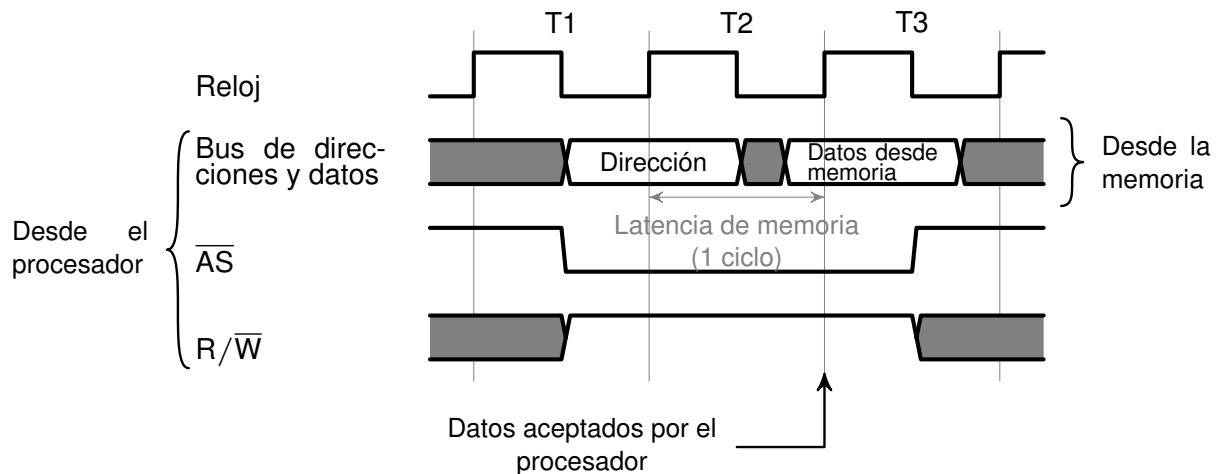 T1 T2 T3
Reloj
Bus de direc-
ciones y datos
Dirección
Datos desde
memoria
Desde la
memoria
Latencia de memoria
(1 ciclo)
Desde el
procesador
A̅S̅
R/W̅
Datos aceptados por el
procesador